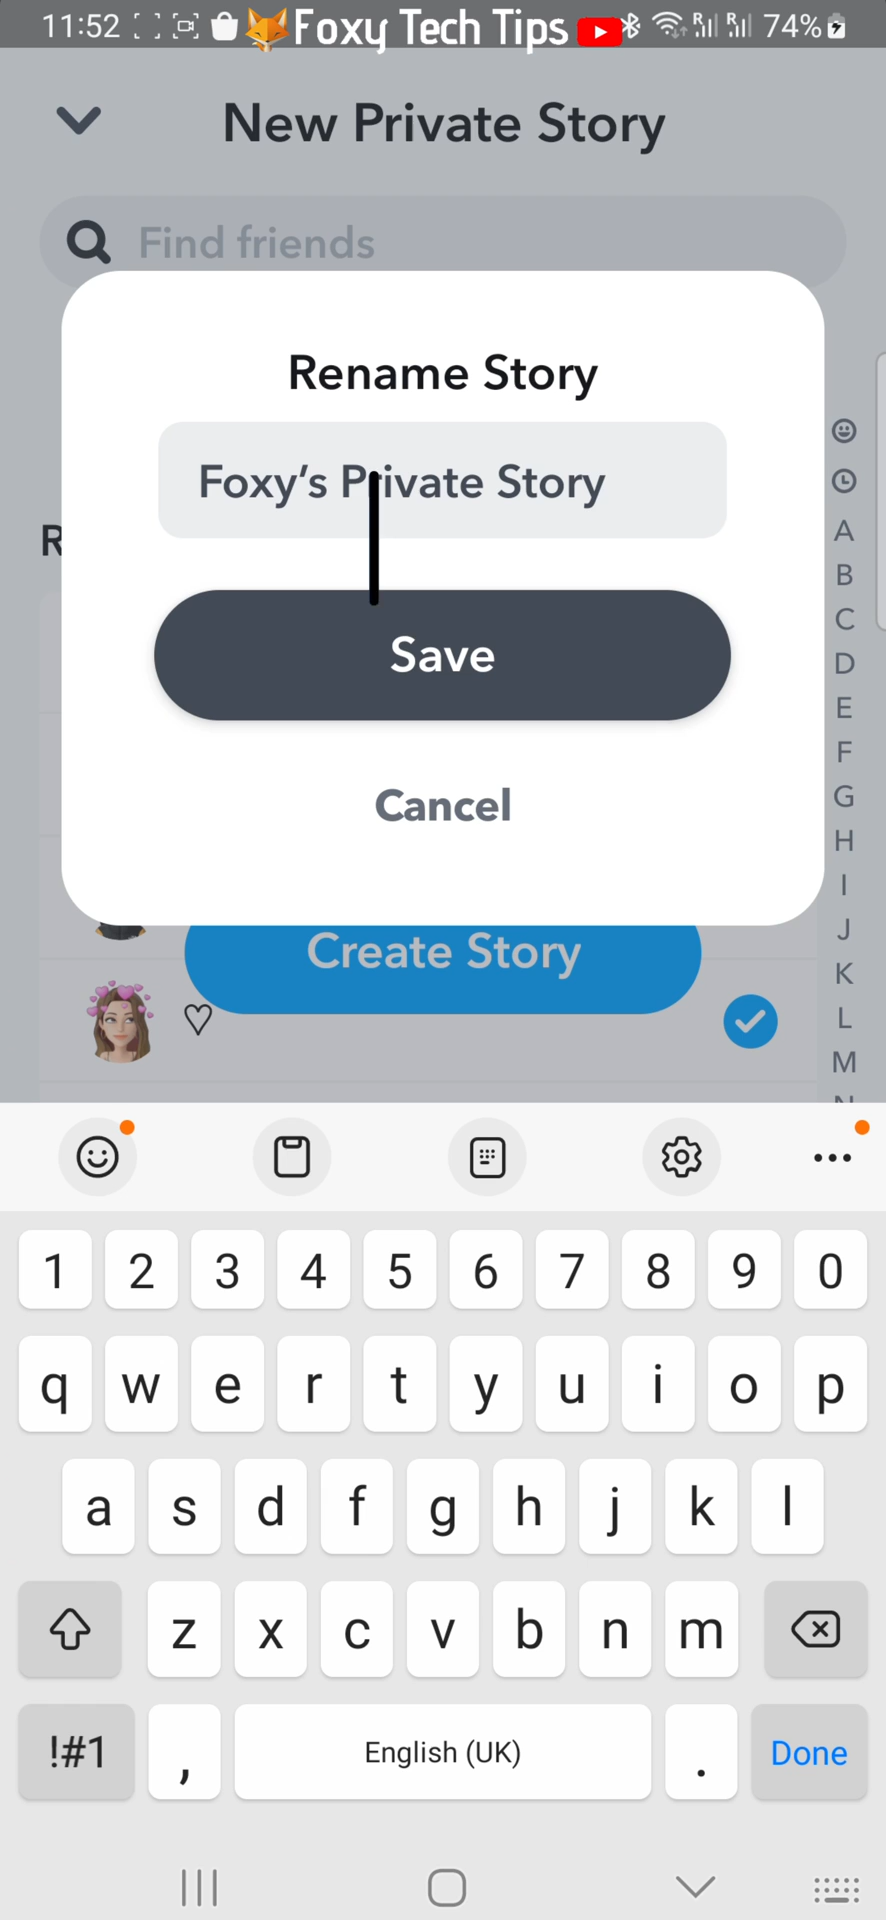 11:52 Foxy Tech Tips 74%
New Private Story
Find friends
Rename Story
Foxy’s Private Story
R
Save
Cancel
Create Story
♡
A
B
C
D
E
F
G
H
I
J
K
L
M
1 2 3 4 5 6 7 8 9 0
q w e r t y u i o p
a s d f g h j k l
z x c v b n m
!#1 , English (UK) . Done